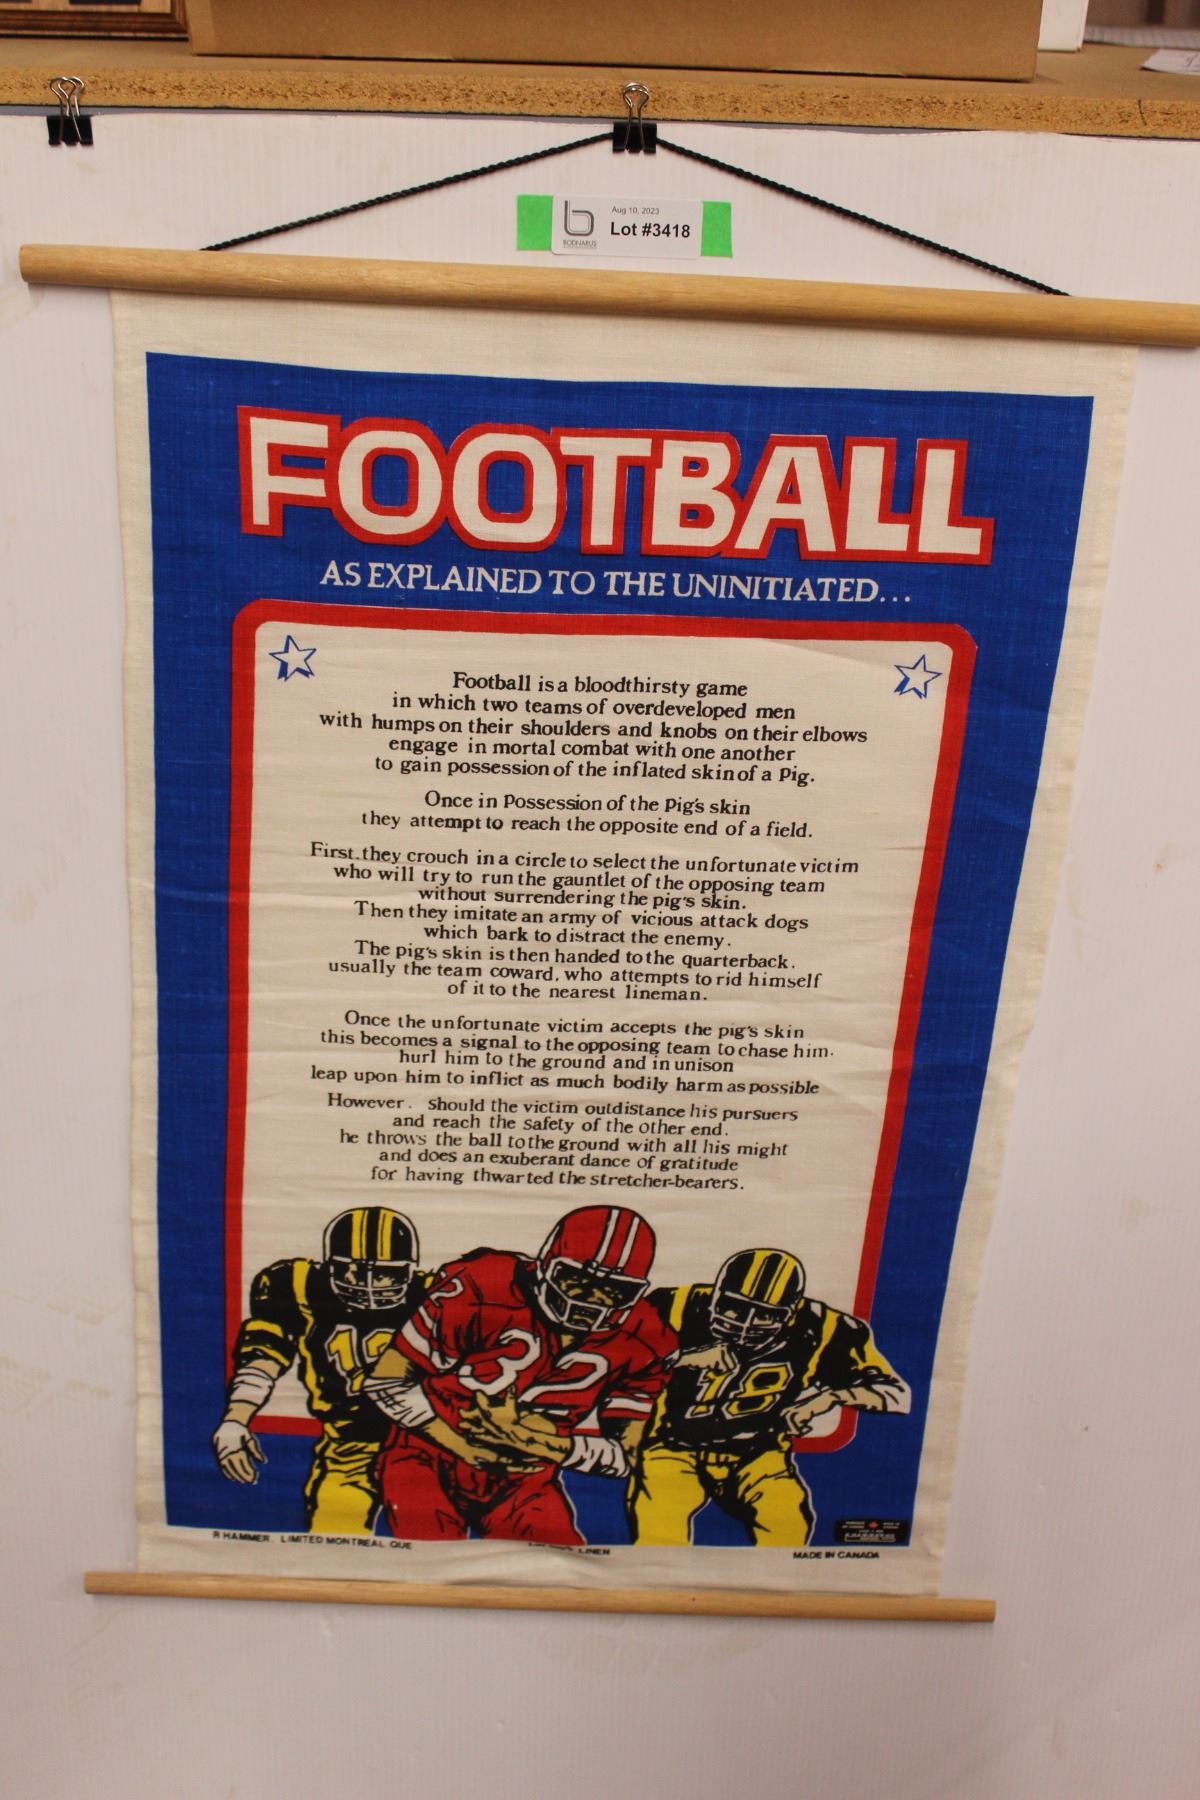 Aug 10, 2023
Lot #3418
BODNARUS
FOOTBALL
AS EXPLAINED TO THE UNINITIATED...
Football is a bloodthirsty game
in which two teams of overdeveloped men
with humps on their shoulders and knobs on their elbows
engage in mortal combat with one another
to gain possession of the inflated skin of a Pig.
Once in Possession of the Pig's skin
they attempt to reach the opposite end of a field.
First, they crouch in a circle to select the unfortunate victim
who will try to run the gauntlet of the opposing team
without surrendering the pig's skin.
Then they imitate an army of vicious attack dogs
which bark to distract the enemy.
The pig's skin is then handed to the quarterback,
usually the team coward, who attempts to rid himself
of it to the nearest lineman.
Once the unfortunate victim accepts the pig's skin
this becomes a signal to the opposing team to chase him,
hurl him to the ground and in unison
leap upon him to inflict as much bodily harm as possible
However, should the victim outdistance his pursuers
and reach the safety of the other end,
he throws the ball to the ground with all his might
and does an exuberant dance of gratitude
for having thwarted the stretcher-bearers.
2
32
18
R HAMMER. LIMITED MONTREAL QUE
LINEN
MADE IN CANADA